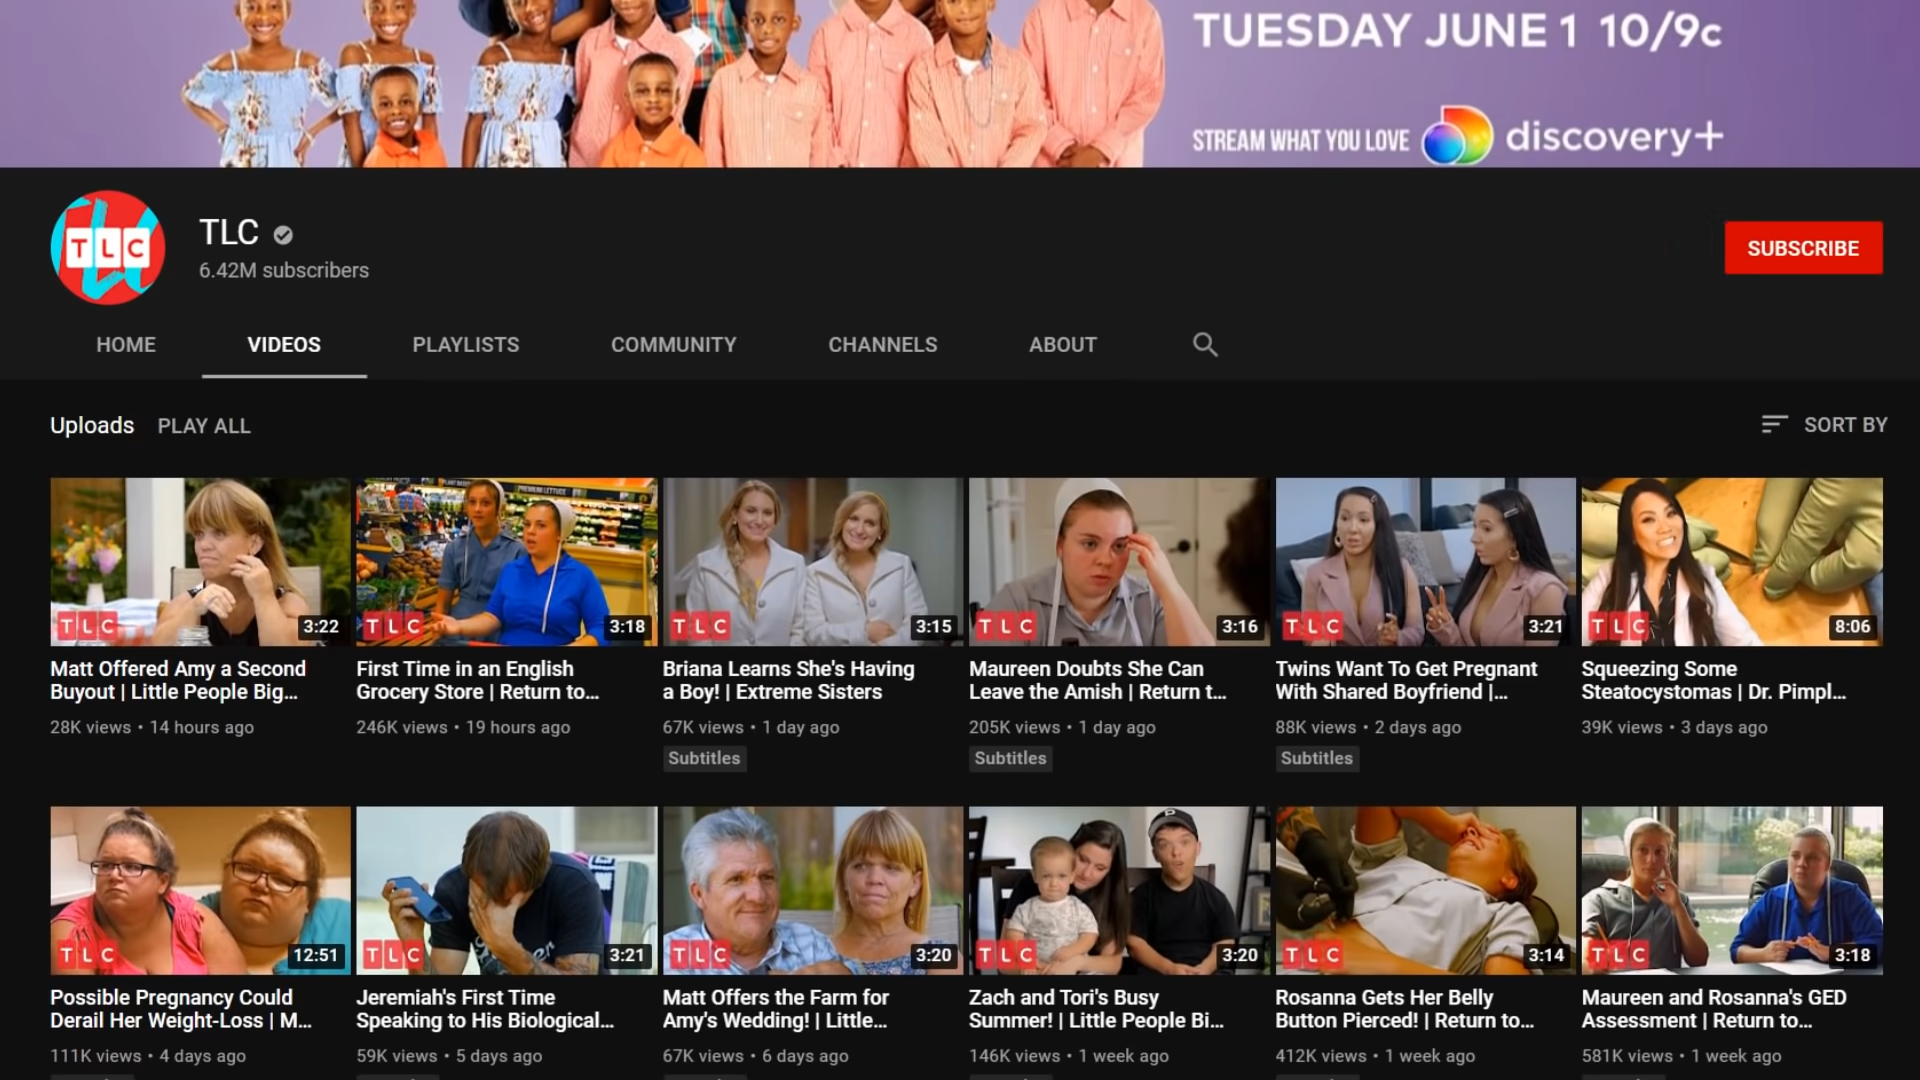 TUESDAY JUNE 1 10/9c
STREAM WHAT YOU LOVE discovery+
TLC
TLC
6.42M subscribers
SUBSCRIBE
HOME VIDEOS PLAYLISTS COMMUNITY CHANNELS ABOUT
Uploads PLAY ALL SORT BY
PREMIUM LETTUCE
TLC 3:22 TLC 3:18 TLC 3:15 TLC 3:16 TLC 3:21 TLC 8:06
Matt Offered Amy a Second
Buyout | Little People Big...
28K views • 14 hours ago
First Time in an English
Grocery Store | Return to...
246K views • 19 hours ago
Briana Learns She's Having
a Boy! | Extreme Sisters
67K views • 1 day ago
Subtitles
Maureen Doubts She Can
Leave the Amish | Return t...
205K views • 1 day ago
Subtitles
Twins Want To Get Pregnant
With Shared Boyfriend |...
88K views • 2 days ago
Subtitles
Squeezing Some
Steatocystomas | Dr. Pimpl...
39K views • 3 days ago
P
TLC 12:51 TLC 3:21 TLC 3:20 TLC 3:20 TLC 3:14 TLC 3:18
Possible Pregnancy Could
Derail Her Weight-Loss | M...
111K views • 4 days ago
Jeremiah's First Time
Speaking to His Biological...
59K views • 5 days ago
Matt Offers the Farm for
Amy's Wedding! | Little...
67K views • 6 days ago
Zach and Tori's Busy
Summer! | Little People Bi...
146K views • 1 week ago
Rosanna Gets Her Belly
Button Pierced! | Return to...
412K views • 1 week ago
Maureen and Rosanna's GED
Assessment | Return to...
581K views • 1 week ago